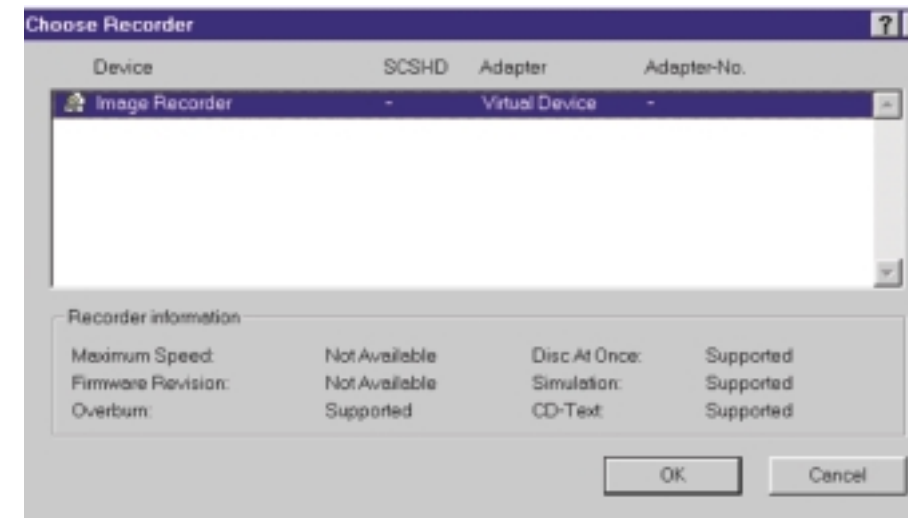 Choose Recorder ?
Device SCSHD Adapter Adapter-No.
Image Recorder - Virtual Device -
Recorder information
Maximum Speed: Not Available Disc At Once: Supported
Firmware Revision: Not Available Simulation: Supported
Overburn: Supported CD-Text: Supported
OK Cancel